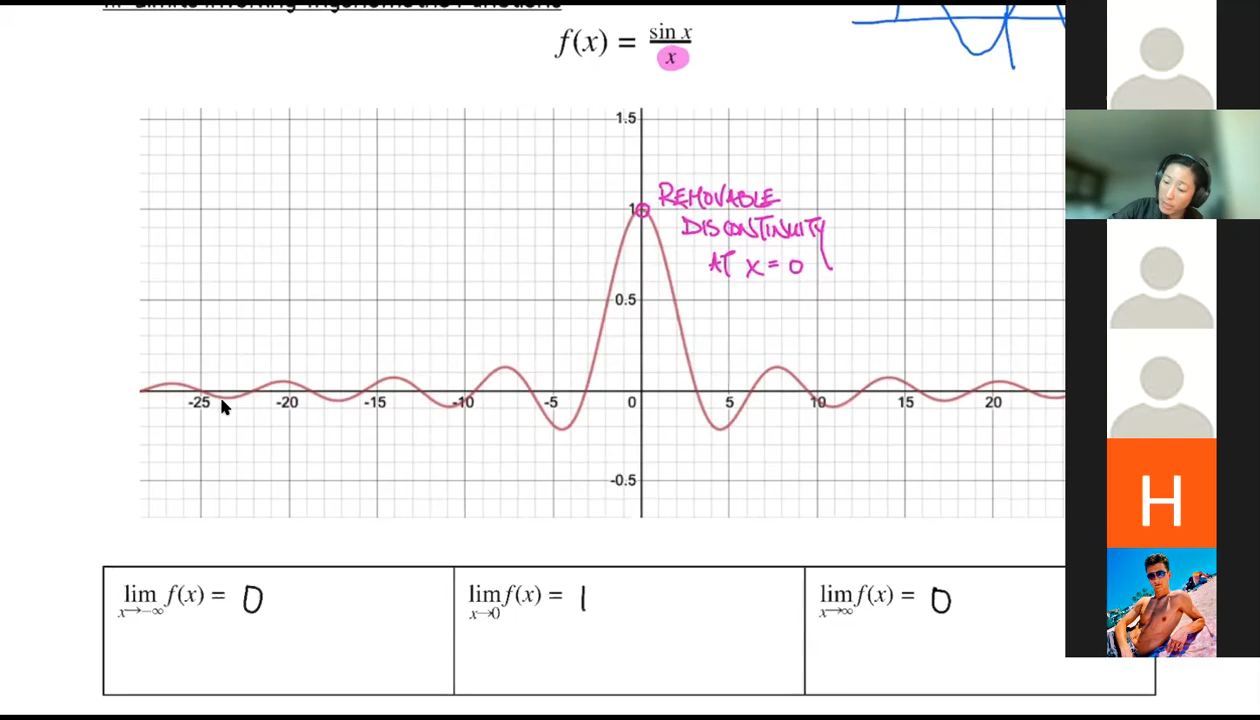 f(x) = sin x / x
1.5
1
REMOVABLE
DISCONTINUITY
AT x = 0
0.5
-25 -20 -15 -10 -5 0 5 10 15 20
-0.5
lim x→-∞ f(x) = 0
lim x→0 f(x) = 1
lim x→∞ f(x) = 0
H